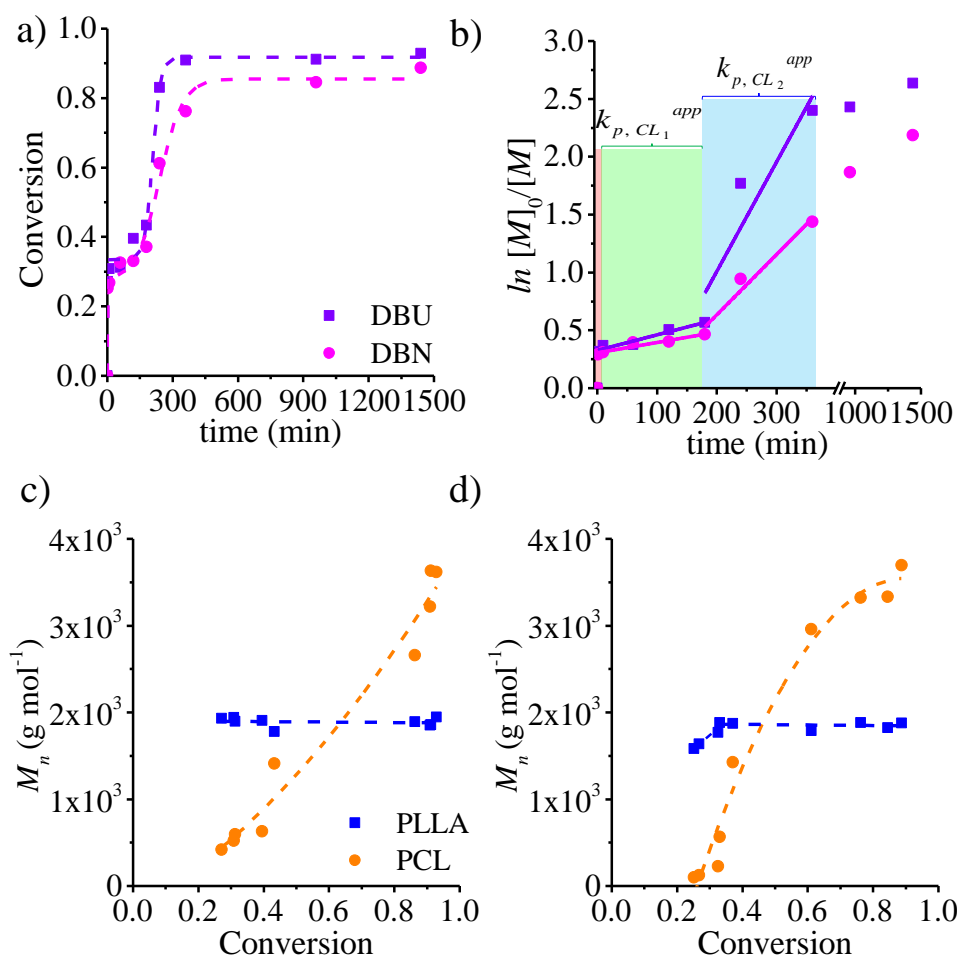 a)
Conversion
1.0
0.8
0.6
0.4
0.2
0.0
DBU
DBN
0 300 600 900 1200 1500
time (min)
b)
ln [M]₀/[M]
3.0
2.5
2.0
1.5
1.0
0.5
0.0
k p, CL₁ app
k p, CL₂ app
0 100 200 300 1000 1500
time (min)
c)
Mₙ (g mol⁻¹)
4x10³
3x10³
2x10³
1x10³
0
PLLA
PCL
0.0 0.2 0.4 0.6 0.8 1.0
Conversion
d)
Mₙ (g mol⁻¹)
4x10³
3x10³
2x10³
1x10³
0
0.0 0.2 0.4 0.6 0.8 1.0
Conversion